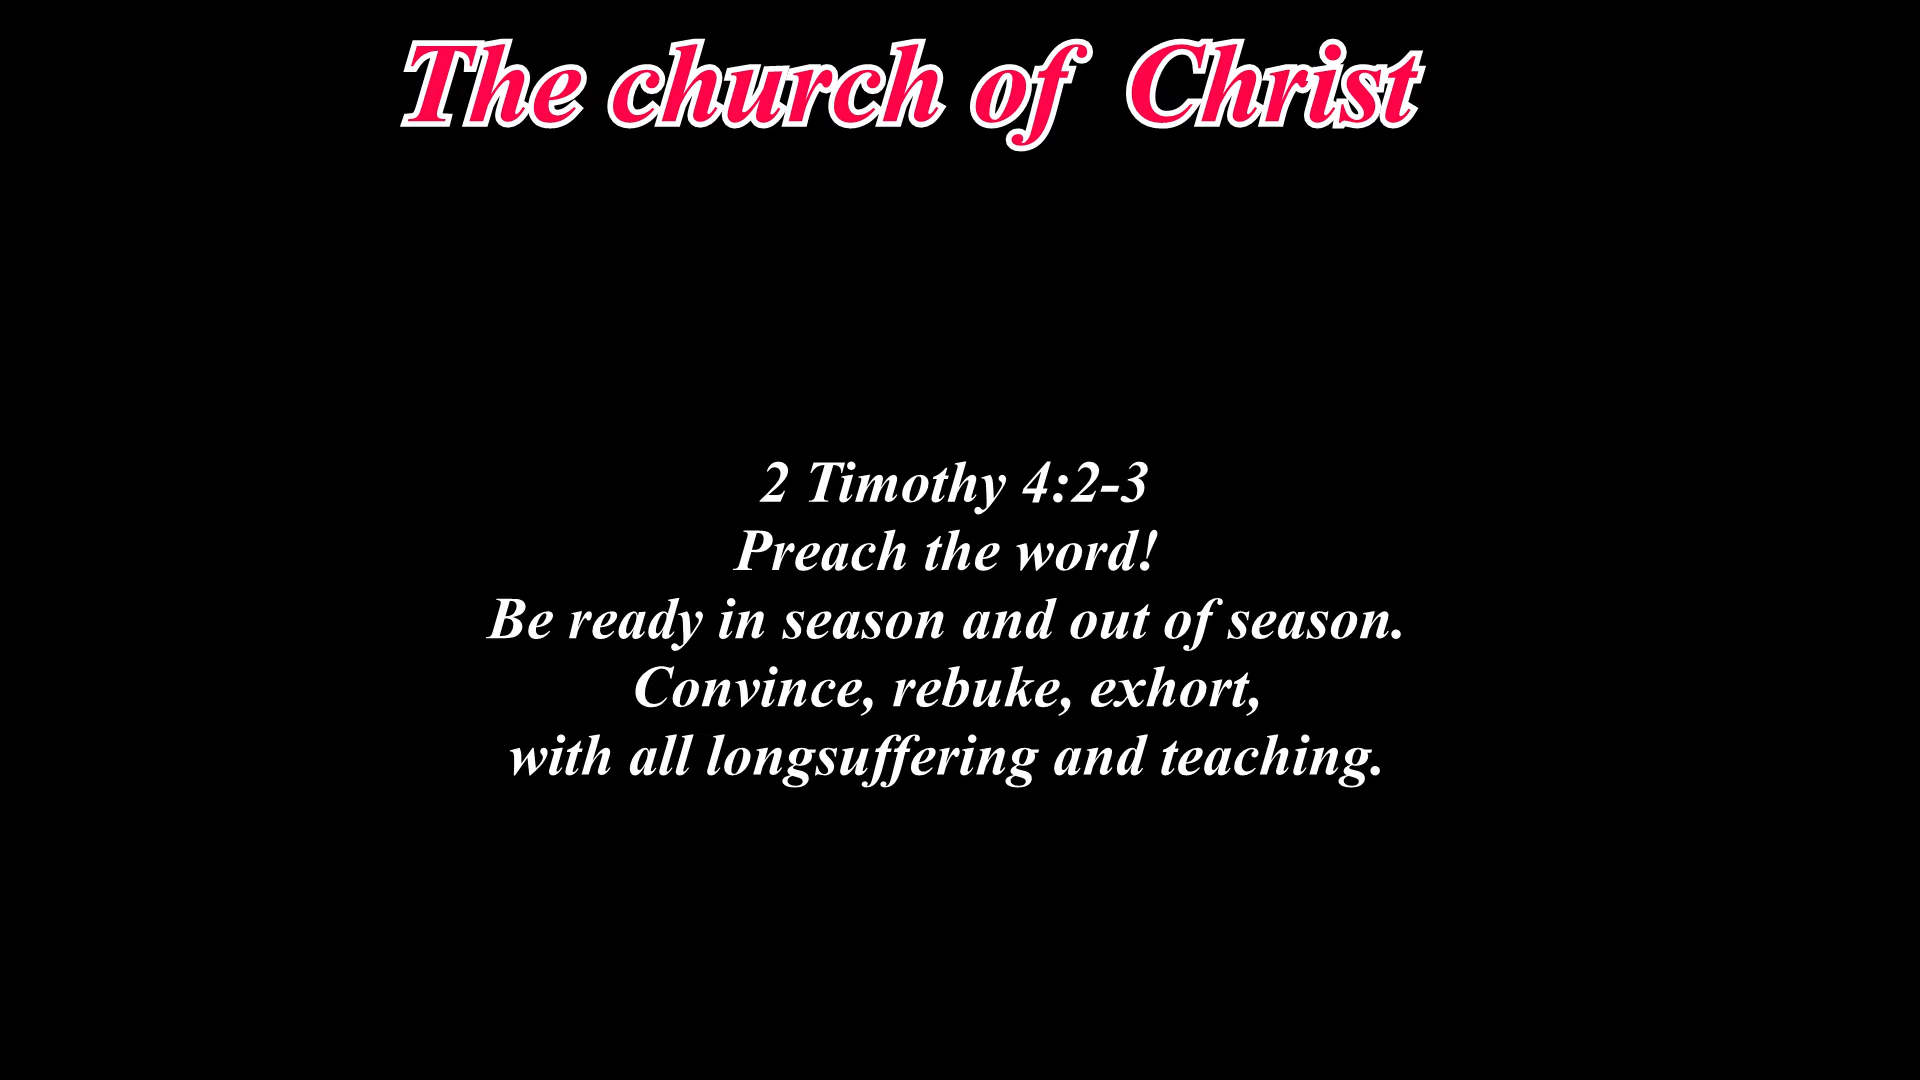 The church of Christ
2 Timothy 4:2-3
Preach the word!
Be ready in season and out of season.
Convince, rebuke, exhort,
with all longsuffering and teaching.